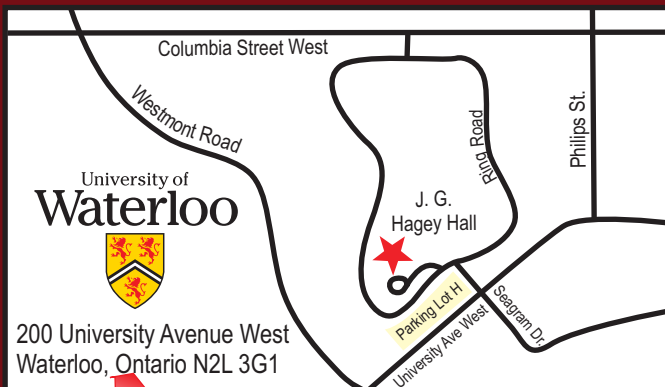 Columbia Street West
Westmont Road
Ring Road
Philips St.
University of
Waterloo
J. G.
Hagey Hall
Parking Lot H
University Ave West
Seagram Dr.
200 University Avenue West
Waterloo, Ontario N2L 3G1